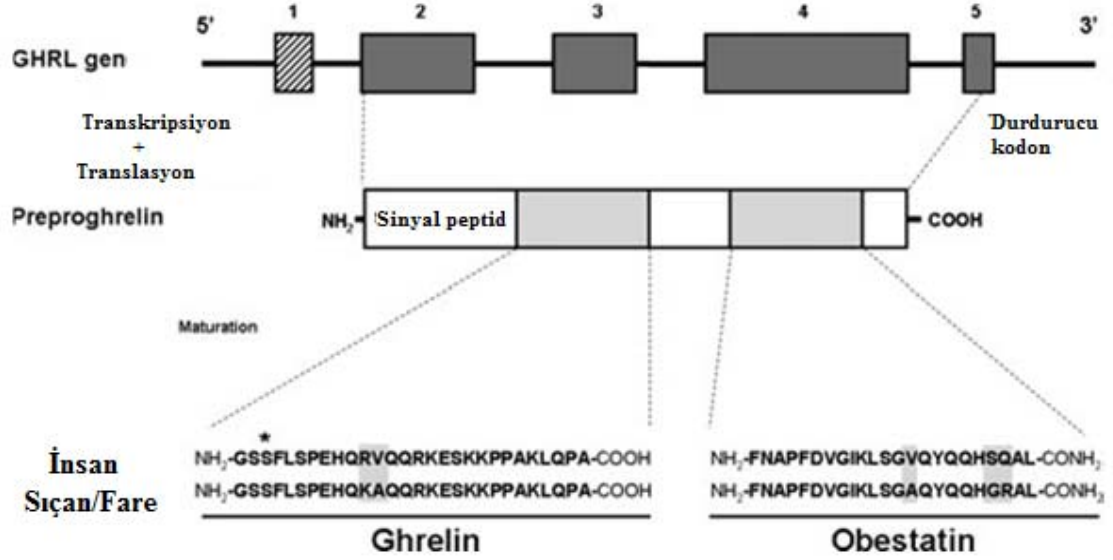 1 2 3 4 5
5' 3'
GHRL gen
Transkripsiyon
+
Translasyon
Durdurucu
kodon
Preproghrelin
NH2- Sinyal peptid - COOH
Maturation
*
İnsan NH2-GSSFLSPEHQRVQQRKESKKPPAKLQPA-COOH NH2-FNAPFDVGIKLSGVQYQQHSQAL-CONH2
Sıçan/Fare NH2-GSSFLSPEHQKAQQRKESKKPPAKLQPA-COOH NH2-FNAPFDVGIKLSGAQYQQHGRAL-CONH2
Ghrelin Obestatin